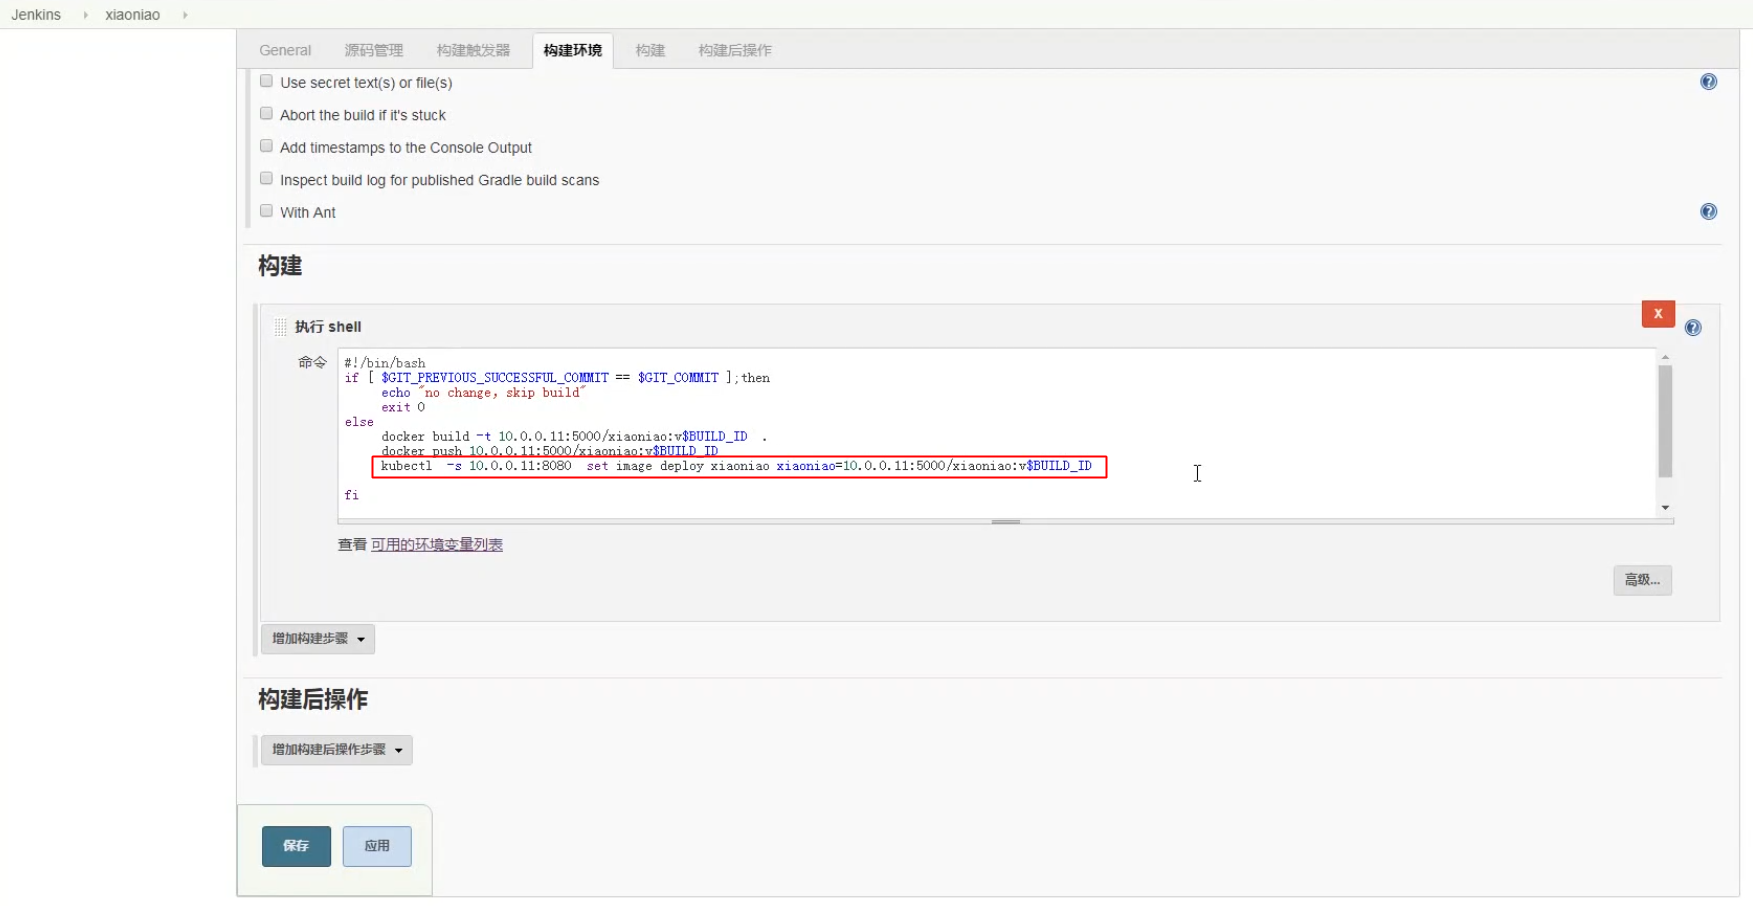 Jenkins xiaoniao
General 源码管理 构建触发器 构建环境 构建 构建后操作
Use secret text(s) or file(s)
Abort the build if it's stuck
Add timestamps to the Console Output
Inspect build log for published Gradle build scans
With Ant
构建
执行 shell
X
命令
#!/bin/bash
if [ $GIT_PREVIOUS_SUCCESSFUL_COMMIT == $GIT_COMMIT ];then
echo "no change, skip build"
exit 0
else
docker build -t 10.0.0.11:5000/xiaoniao:v$BUILD_ID .
docker push 10.0.0.11:5000/xiaoniao:v$BUILD_ID
kubectl -s 10.0.0.11:8080 set image deploy xiaoniao xiaoniao=10.0.0.11:5000/xiaoniao:v$BUILD_ID
fi
查看 可用的环境变量列表
高级...
增加构建步骤
构建后操作
增加构建后操作步骤
保存 应用